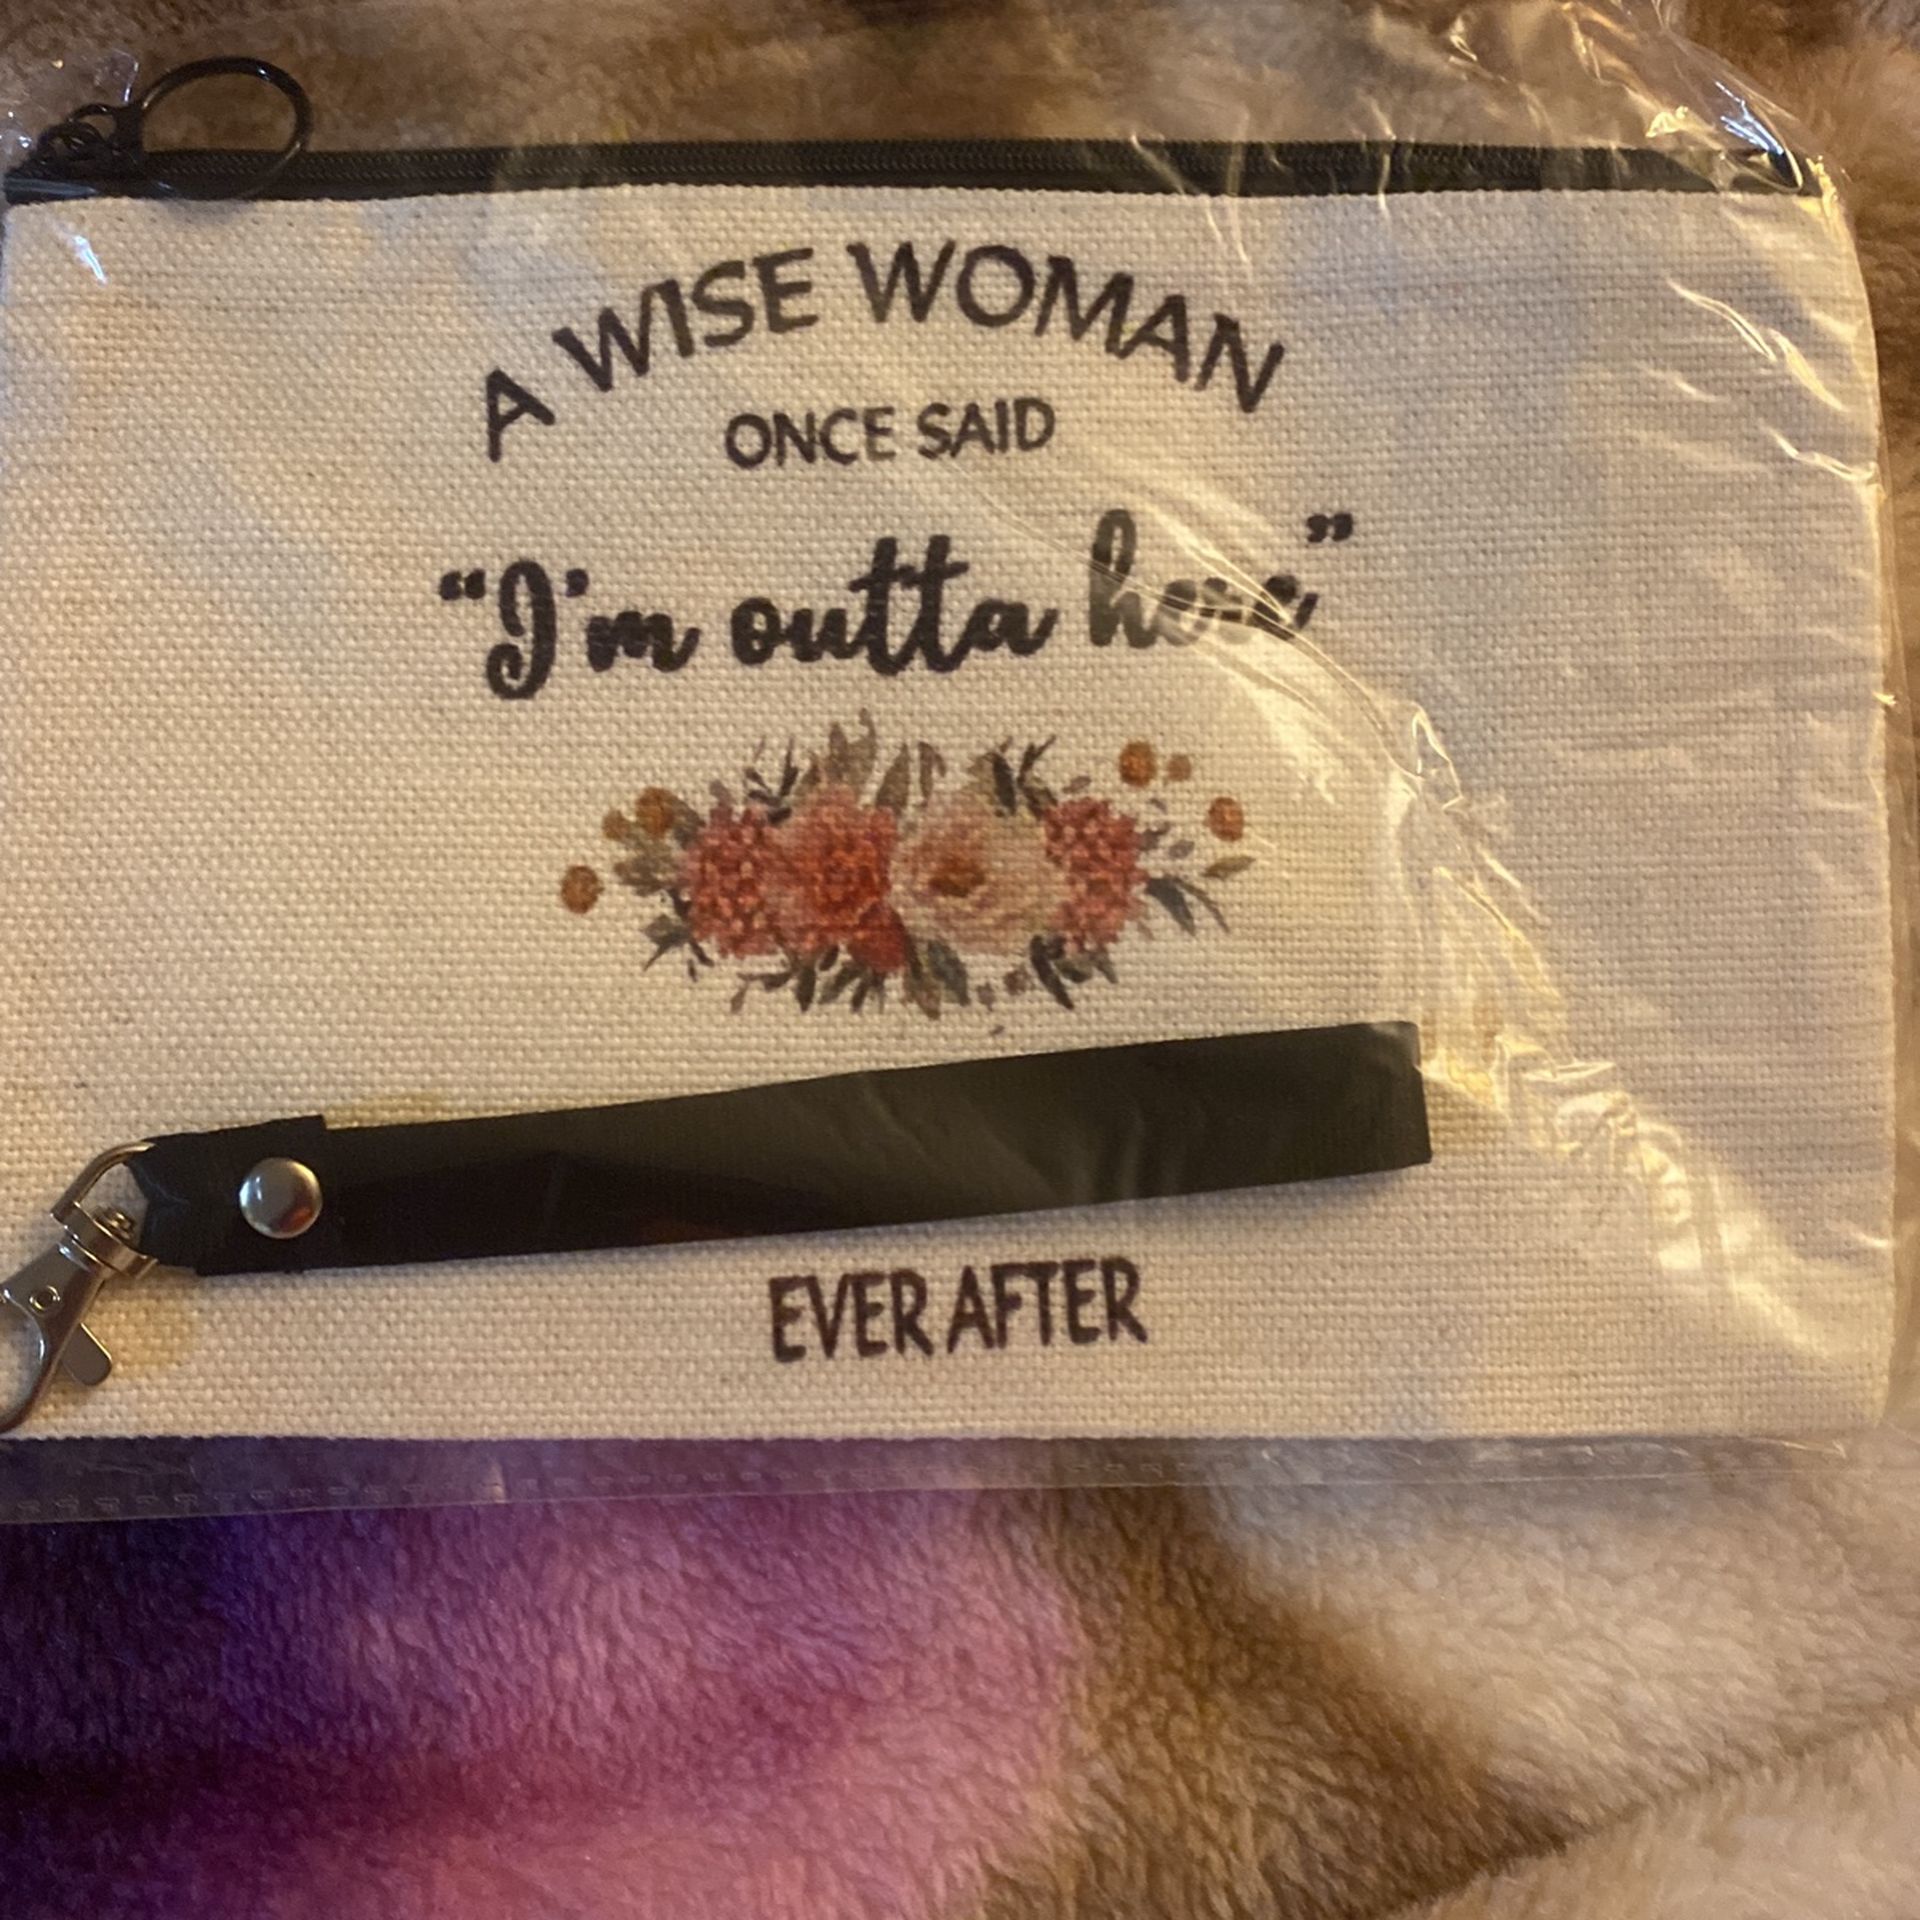 A WISE WOMAN
ONCE SAID
“I’m outta here”
EVER AFTER